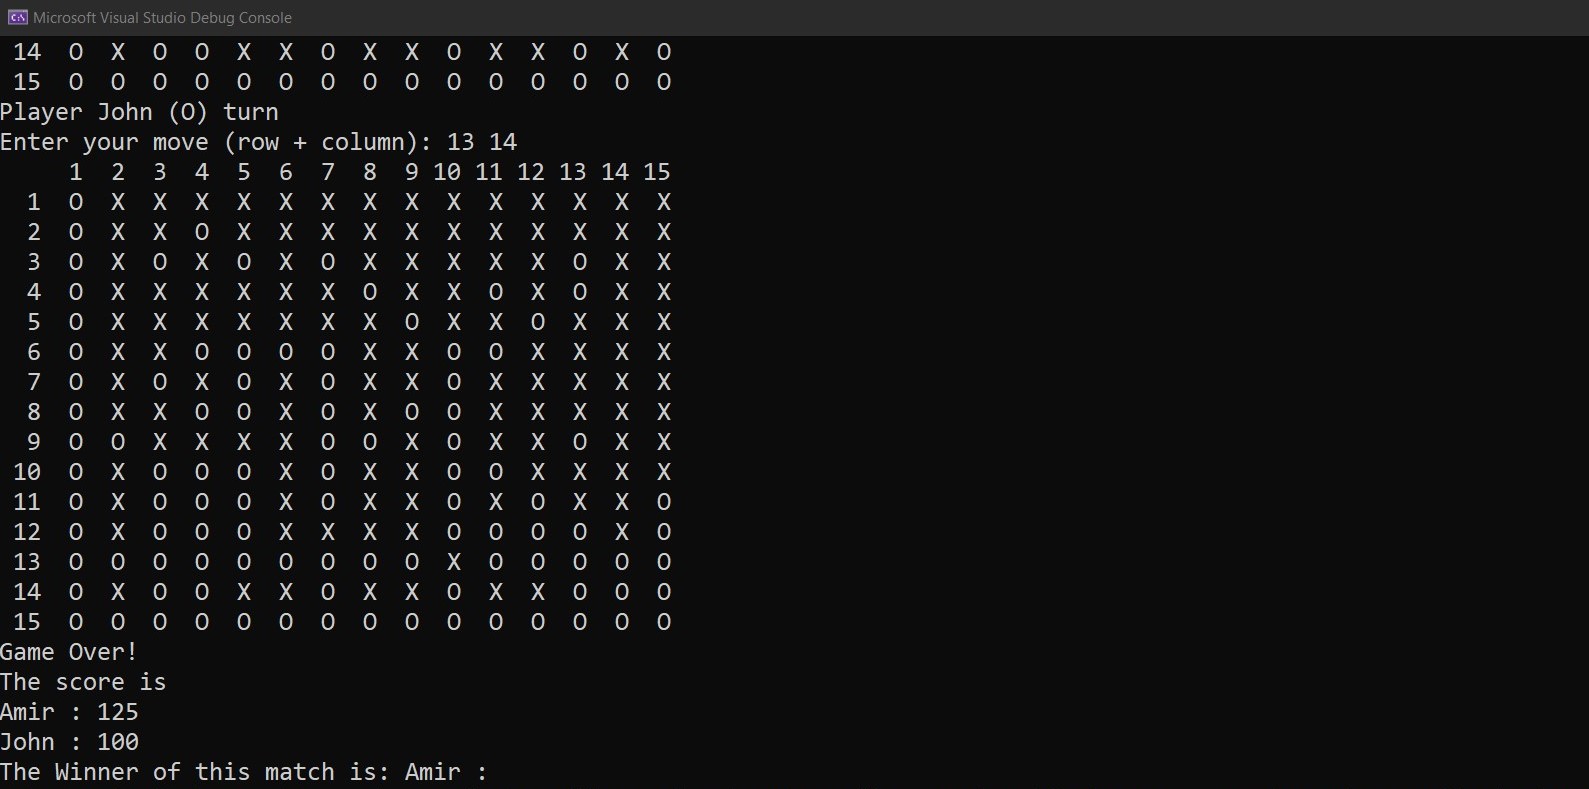 Microsoft Visual Studio Debug Console
14 O X O O X X O X X O X X O X O
15 O O O O O O O O O O O O O O O
Player John (O) turn
Enter your move (row + column): 13 14
1 2 3 4 5 6 7 8 9 10 11 12 13 14 15
1 O X X X X X X X X X X X X X X
2 O X X O X X X X X X X X X X X
3 O X O X O X O X X X X X O X X
4 O X X X X X X O X X O X O X X
5 O X X X X X X X O X X O X X X
6 O X X O O O O X X O O X X X X
7 O X O X O X O X X O X X X X X
8 O X X O O X O X O O X X X X X
9 O O X X X X O O X O X X O X X
10 O X O O O X O X X O O X X X X
11 O X O O O X O X X O X O X X O
12 O X O O O X X X X O O O O X O
13 O O O O O O O O O X O O O O O
14 O X O O X X O X X O X X O O O
15 O O O O O O O O O O O O O O O
Game Over!
The score is
Amir : 125
John : 100
The Winner of this match is: Amir :